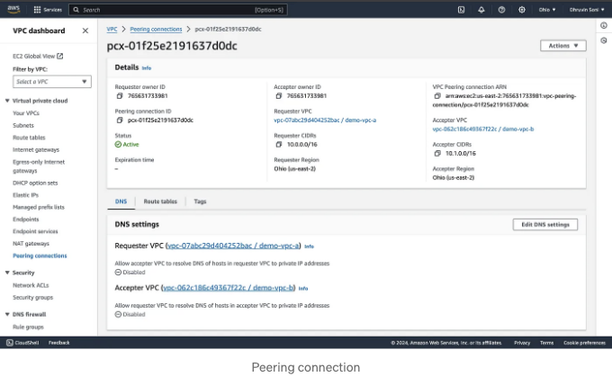 aws
Services
Search
[Option+S]
Ohio
Dhruvin Soni
VPC dashboard
EC2 Global View
Filter by VPC:
Select a VPC
Virtual private cloud
Your VPCs
Subnets
Route tables
Internet gateways
Egress-only internet
gateways
DHCP option sets
Elastic IPs
Managed prefix lists
Endpoints
Endpoint services
NAT gateways
Peering connections
Security
Network ACLs
Security groups
DNS firewall
Rule groups
VPC > Peering connections > pcx-01f25e2191637d0dc
pcx-01f25e2191637d0dc
Actions
Details Info
Requester owner ID
765631733981
Acceptor owner ID
765631733981
VPC Peering connection ARN
arn:aws:ec2:us-east-2:765631733981:vpc-peering-
connection/pcx-01f25e2191637d0dc
Peering connection ID
pcx-01f25e2191637d0dc
Requester VPC
vpc-07abc29d404252bac / demo-vpc-a
Acceptor VPC
vpc-062c186c49367f22c / demo-vpc-b
Status
Active
Requester CIDRs
10.0.0.0/16
Acceptor CIDRs
10.1.0.0/16
Expiration time
–
Requester Region
Ohio (us-east-2)
Acceptor Region
Ohio (us-east-2)
DNS
Route tables
Tags
DNS settings
Edit DNS settings
Requester VPC (vpc-07abc29d404252bac / demo-vpc-a) Info
Allow accepter VPC to resolve DNS of hosts in requester VPC to private IP addresses
Disabled
Accepter VPC (vpc-062c186c49367f22c / demo-vpc-b) Info
Allow requester VPC to resolve DNS of hosts in accepter VPC to private IP addresses
Disabled
CloudShell
Feedback
© 2024, Amazon Web Services, Inc. or its affiliates.
Privacy
Terms
Cookie preferences
Peering connection